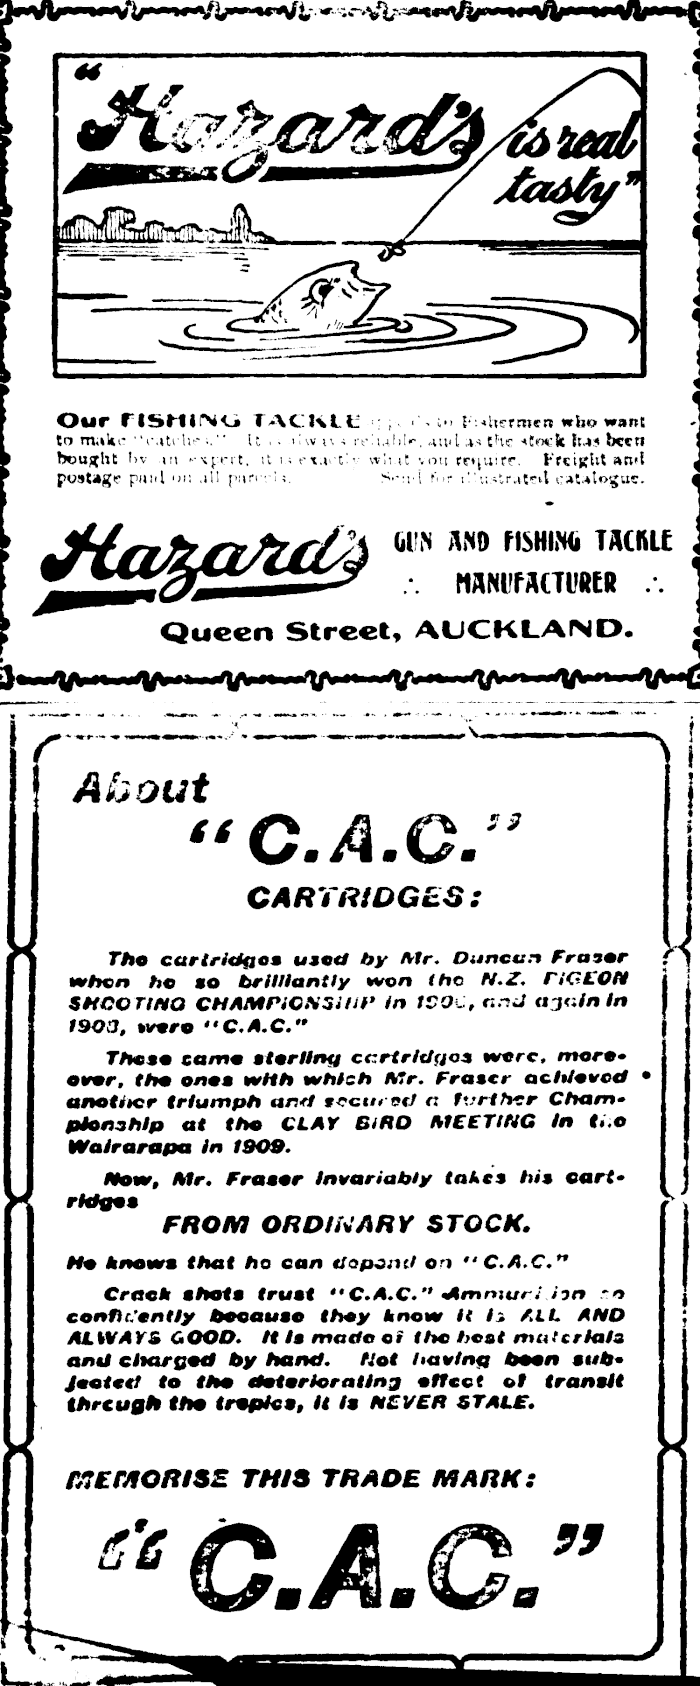 "Hazard's is real
tasty"
Our FISHING TACKLE appeals to Fishermen who want
to make "catches." It is always reliable, and as the stock has been
bought by an expert, it is exactly what you require. Freight and
postage paid on all parcels. Send for illustrated catalogue.
Hazard's GUN AND FISHING TACKLE
MANUFACTURER
Queen Street, AUCKLAND.
About
"C.A.C."
CARTRIDGES:
The cartridges used by Mr. Duncan Fraser
when he so brilliantly won the N.Z. PIGEON
SHOOTING CHAMPIONSHIP in and again in
were "C.A.C."
These same sterling cartridges were, more-
over, the ones with which Mr. Fraser achieved
another triumph and secured a further Cham-
pionship at the CLAY BIRD MEETING in the
Wairarapa in 1909.
Now, Mr. Fraser invariably takes his cart-
ridges
FROM ORDINARY STOCK.
He knows that he can depend on "C.A.C."
Crack shots trust "C.A.C." Ammunition so
confidently because they know it is ALL AND
ALWAYS GOOD. It is made of the best materials
and charged by hand. Not having been sub-
jected to the deteriorating effect of transit
through the tropics, it is NEVER STALE.
MEMORISE THIS TRADE MARK:
"C.A.C."